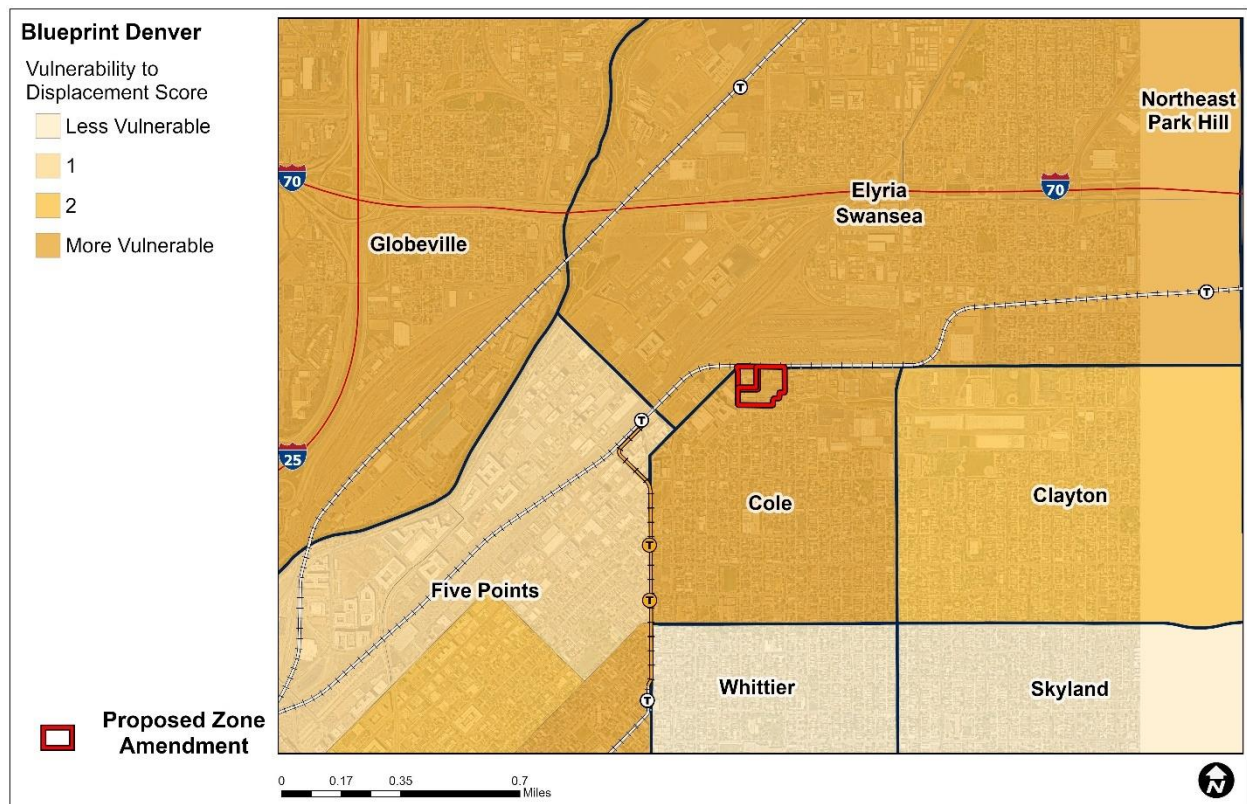 Blueprint Denver
Vulnerability to
Displacement Score
Less Vulnerable
1
2
More Vulnerable
Proposed Zone
Amendment
Northeast
Park Hill
70
70
Elyria
Swansea
Globeville
T
T
T
25
Cole
Clayton
T
Five Points
T
Whittier
Skyland
T
0 0.17 0.35 0.7
Miles